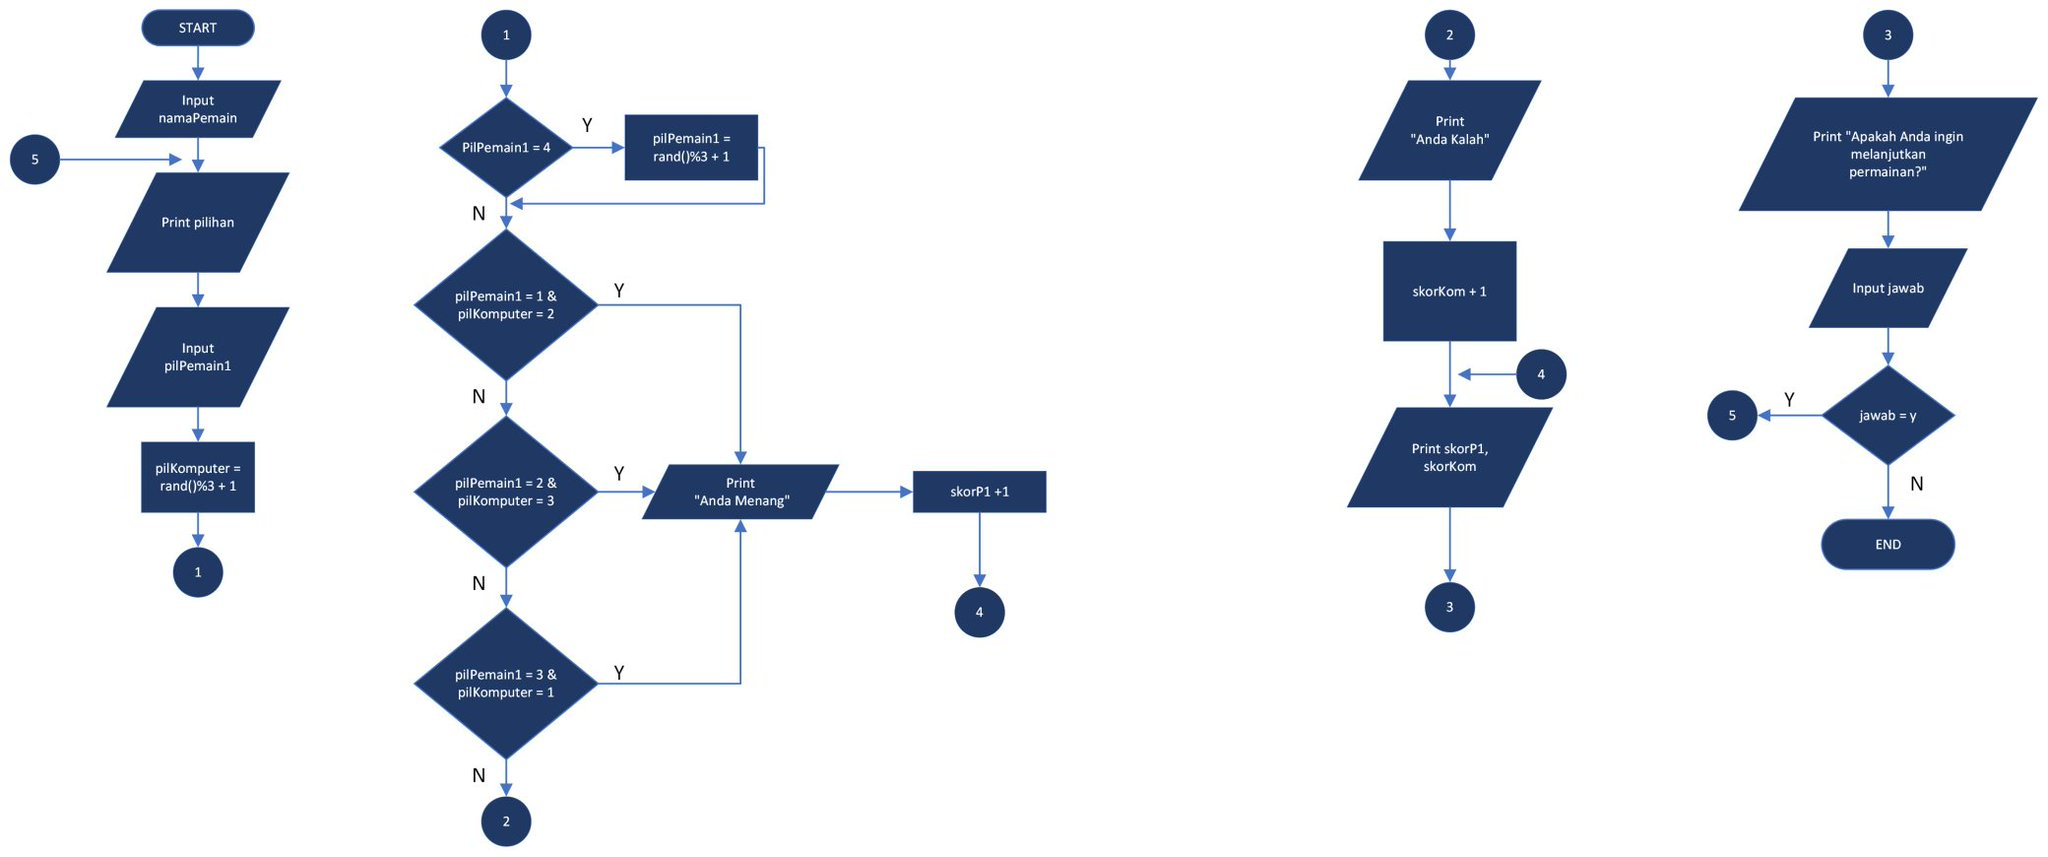 START
Input
namaPemain
5
Print pilihan
Input
pilPemain1
pilKomputer =
rand()%3 + 1
1
1
PilPemain1 = 4
Y
pilPemain1 =
rand()%3 + 1
N
pilPemain1 = 1 &
pilKomputer = 2
Y
N
pilPemain1 = 2 &
pilKomputer = 3
Y
Print
"Anda Menang"
skorP1 +1
4
N
pilPemain1 = 3 &
pilKomputer = 1
Y
N
2
2
Print
"Anda Kalah"
skorKom + 1
4
Print skorP1,
skorKom
3
3
Print "Apakah Anda ingin
melanjutkan
permainan?"
Input jawab
jawab = y
Y
5
N
END